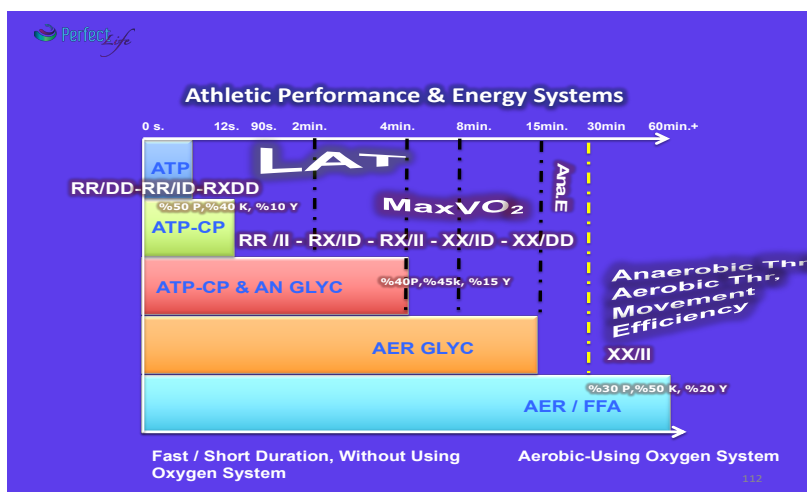 Perfect Life
Athletic Performance & Energy Systems
0 s. 12s. 90s. 2min. 4min. 8min. 15min. 30min 60min.+
ATP
LAT
Ana.E
RR/DD-RR/ID-RXDD
%50 P,%40 K, %10 Y
MaxVO₂
ATP-CP
RR /II - RX/ID - RX/II - XX/ID - XX/DD
Anaerobic Thr
Aerobic Thr,
Movement
Efficiency
ATP-CP & AN GLYC
%40P,%45k, %15 Y
AER GLYC
XX/II
%30 P,%50 K, %20 Y
AER / FFA
Fast / Short Duration, Without Using
Oxygen System
Aerobic-Using Oxygen System
112